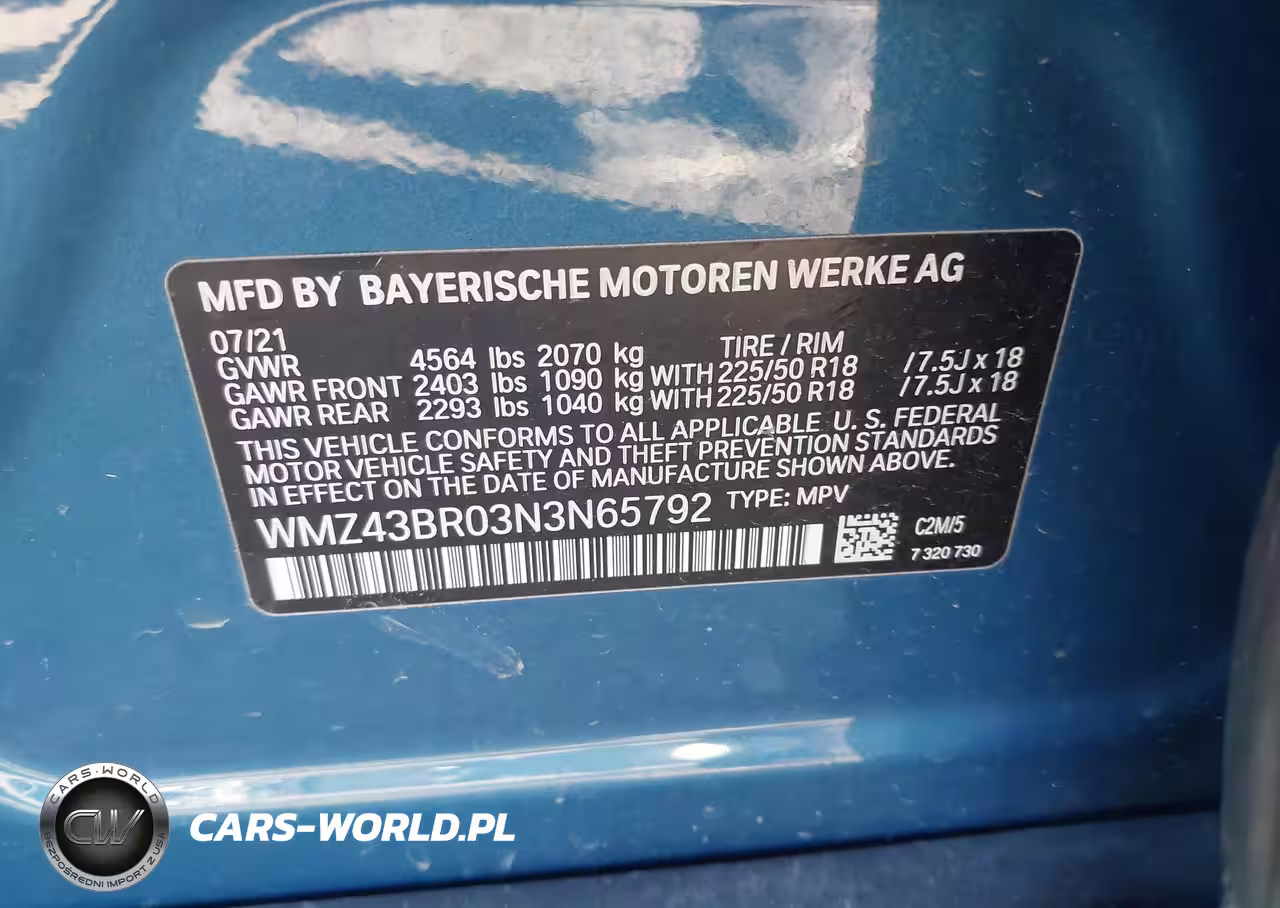 MFD BY BAYERISCHE MOTOREN WERKE AG
07/21 TIRE / RIM
GVWR 4564 lbs 2070 kg
GAWR FRONT 2403 lbs 1090 kg WITH 225/50 R18 /7.5J x 18
GAWR REAR 2293 lbs 1040 kg WITH 225/50 R18 /7.5J x 18
THIS VEHICLE CONFORMS TO ALL APPLICABLE U. S. FEDERAL
MOTOR VEHICLE SAFETY AND THEFT PREVENTION STANDARDS
IN EFFECT ON THE DATE OF MANUFACTURE SHOWN ABOVE.
WMZ43BR03N3N65792 TYPE: MPV
C2M/5
7 320 730
CARS-WORLD
CW
BEZPOŚREDNI IMPORT Z USA
CARS-WORLD.PL